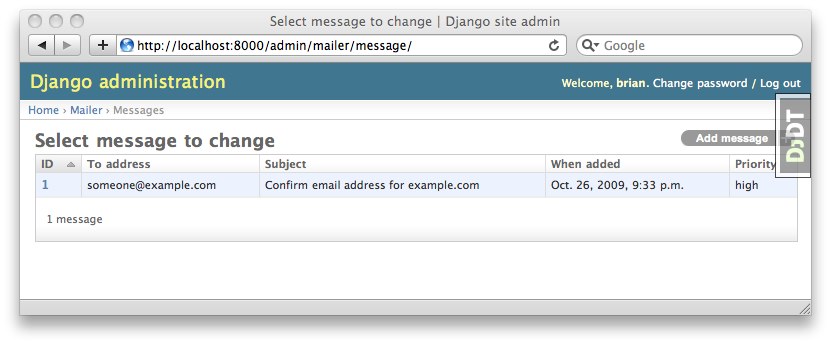 Select message to change | Django site admin
http://localhost:8000/admin/mailer/message/
Google
Django administration
Welcome, brian. Change password / Log out
Home › Mailer › Messages
Select message to change
Add message
DjDT
ID To address Subject When added Priority
1 someone@example.com Confirm email address for example.com Oct. 26, 2009, 9:33 p.m. high
1 message